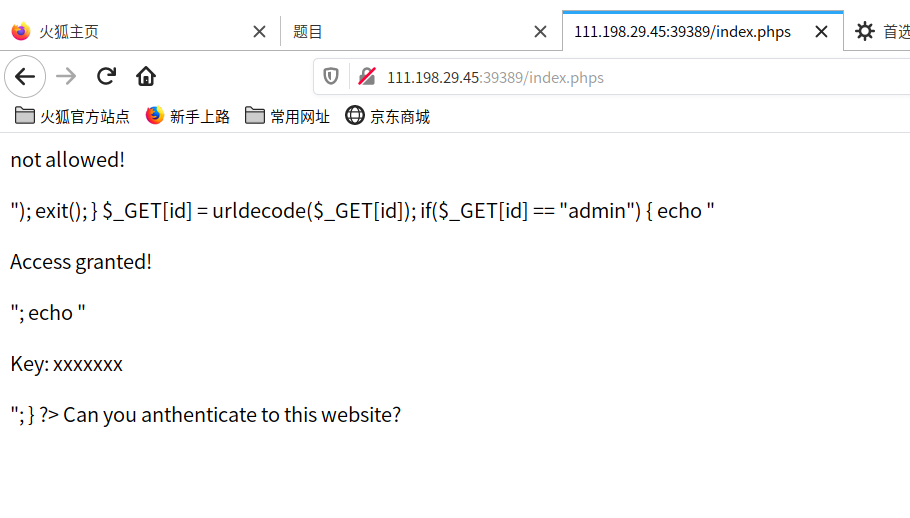 火狐主页
题目
111.198.29.45:39389/index.phps
首选
111.198.29.45:39389/index.phps
火狐官方站点
新手上路
常用网址
京东商城
not allowed!
"); exit(); } $_GET[id] = urldecode($_GET[id]); if($_GET[id] == "admin") { echo "
Access granted!
"; echo "
Key: xxxxxxx
"; } ?> Can you anthenticate to this website?